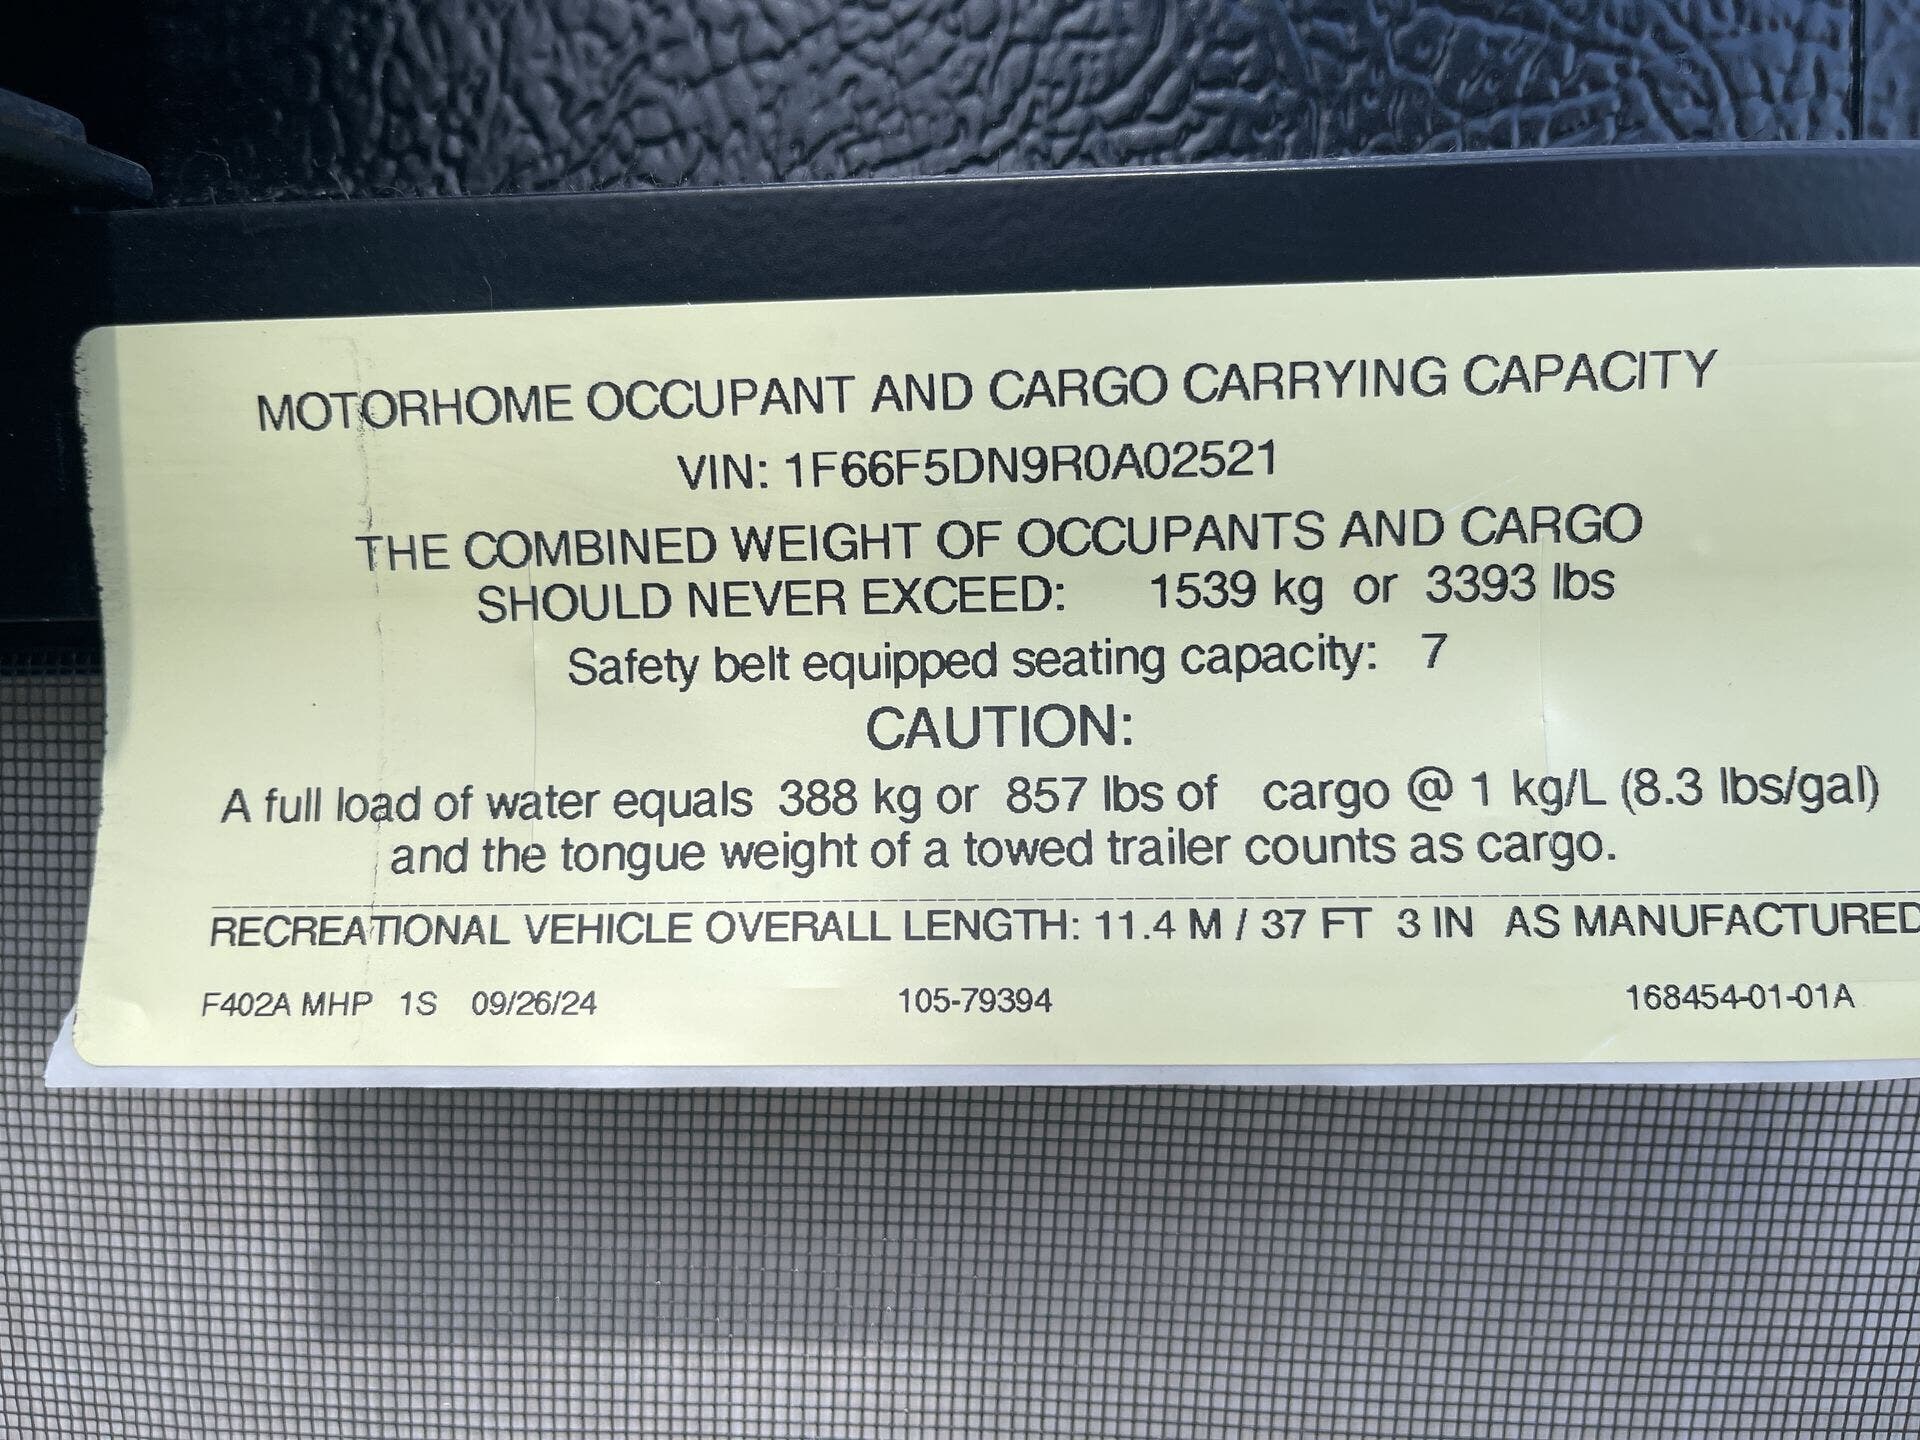 MOTORHOME OCCUPANT AND CARGO CARRYING CAPACITY
VIN: 1F66F5DN9R0A02521
THE COMBINED WEIGHT OF OCCUPANTS AND CARGO
SHOULD NEVER EXCEED: 1539 kg or 3393 lbs
Safety belt equipped seating capacity: 7
CAUTION:
A full load of water equals 388 kg or 857 lbs of cargo @ 1 kg/L (8.3 lbs/gal)
and the tongue weight of a towed trailer counts as cargo.
RECREATIONAL VEHICLE OVERALL LENGTH: 11.4 M / 37 FT 3 IN AS MANUFACTURED
F402A MHP 1S 09/26/24 105-79394 168454-01-01A